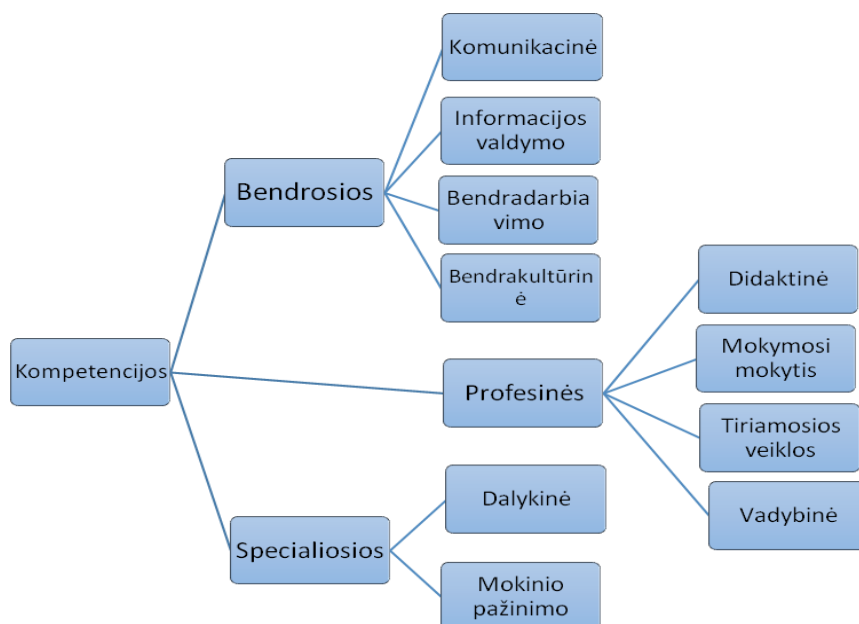 Komunikacinė
Informacijos
valdymo
Bendrosios
Bendradarbia
vimo
Bendrakultūrin
ė
Didaktinė
Mokymosi
mokytis
Kompetencijos
Profesinės
Tiriamosios
veiklos
Dalykinė
Vadybinė
Specialiosios
Mokinio
pažinimo